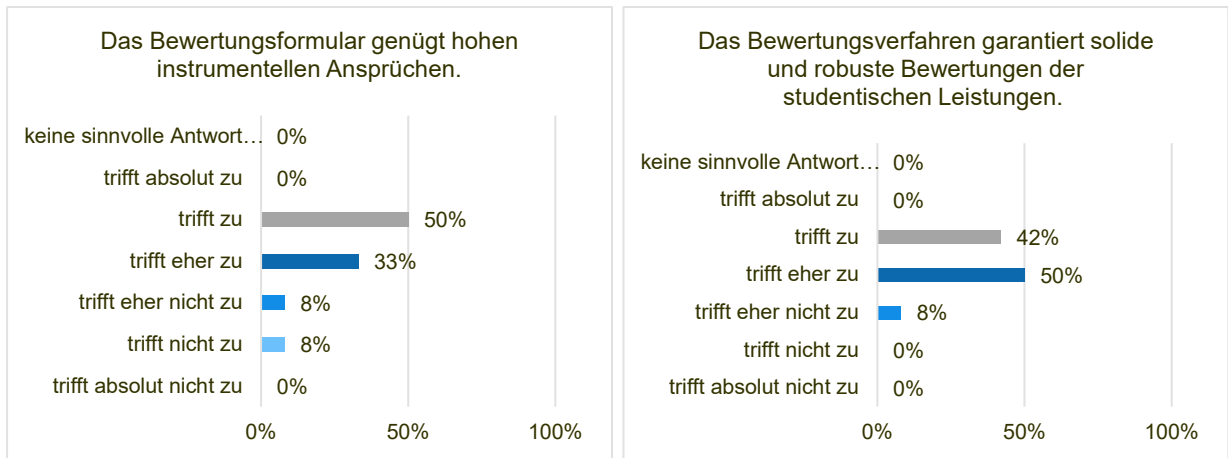 Das Bewertungsformular genügt hohen
instrumentellen Ansprüchen.
keine sinnvolle Antwort… 0%
trifft absolut zu 0%
trifft zu 50%
trifft eher zu 33%
trifft eher nicht zu 8%
trifft nicht zu 8%
trifft absolut nicht zu 0%
0% 50% 100%
Das Bewertungsverfahren garantiert solide
und robuste Bewertungen der
studentischen Leistungen.
keine sinnvolle Antwort… 0%
trifft absolut zu 0%
trifft zu 42%
trifft eher zu 50%
trifft eher nicht zu 8%
trifft nicht zu 0%
trifft absolut nicht zu 0%
0% 50% 100%